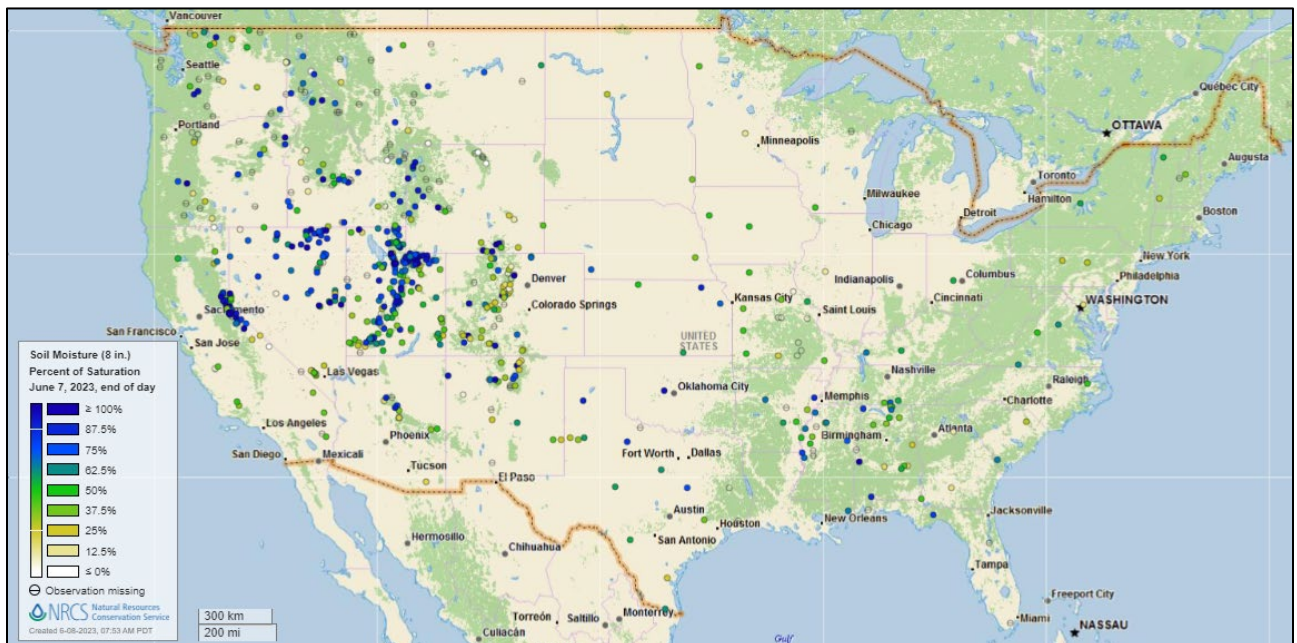 Vancouver
Seattle
Québec City
OTTAWA
Portland
Minneapolis
Augusta
Toronto
Hamilton
Milwaukee
Boston
Detroit
Chicago
New York
Denver
Indianapolis
Columbus
Philadelphia
Colorado Springs
Kansas City
Cincinnati
WASHINGTON
Sacramento
Saint Louis
San Francisco
San Jose
UNITED
STATES
Las Vegas
Nashville
Raleigh
Oklahoma City
Memphis
Charlotte
Los Angeles
Phoenix
Birmingham
Atlanta
San Diego
Mexicali
Fort Worth
Dallas
Tucson
El Paso
Austin
Jacksonville
Houston
New Orleans
San Antonio
Hermosillo
Chihuahua
Tampa
Freeport City
Monterrey
Torreón
Saltillo
Miami
NASSAU
Culiacán
Gulf
Soil Moisture (8 in.)
Percent of Saturation
June 7, 2023, end of day
≥ 100%
87.5%
75%
62.5%
50%
37.5%
25%
12.5%
≤ 0%
Observation missing
NRCS Natural Resources
Conservation Service
Created 6-08-2023, 07:53 AM PDT
300 km
200 mi